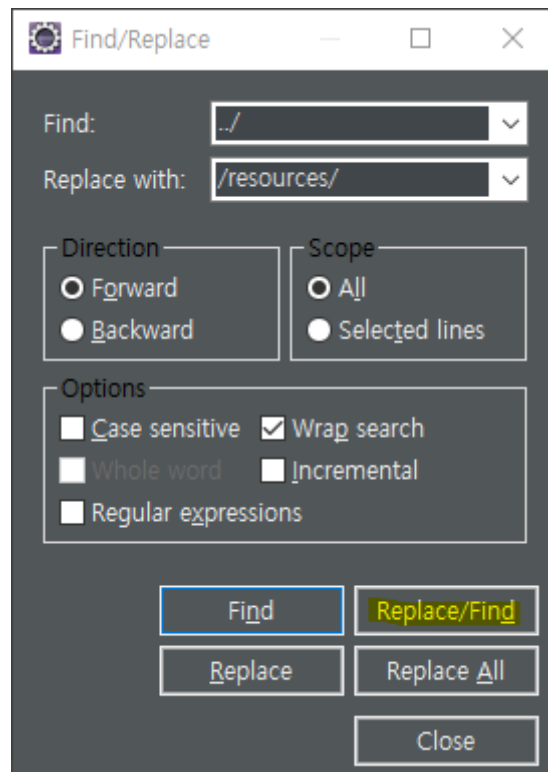 Find/Replace
Find: ../
Replace with: /resources/
Direction
Forward
Backward
Scope
All
Selected lines
Options
Case sensitive
Wrap search
Whole word
Incremental
Regular expressions
Find
Replace/Find
Replace
Replace All
Close